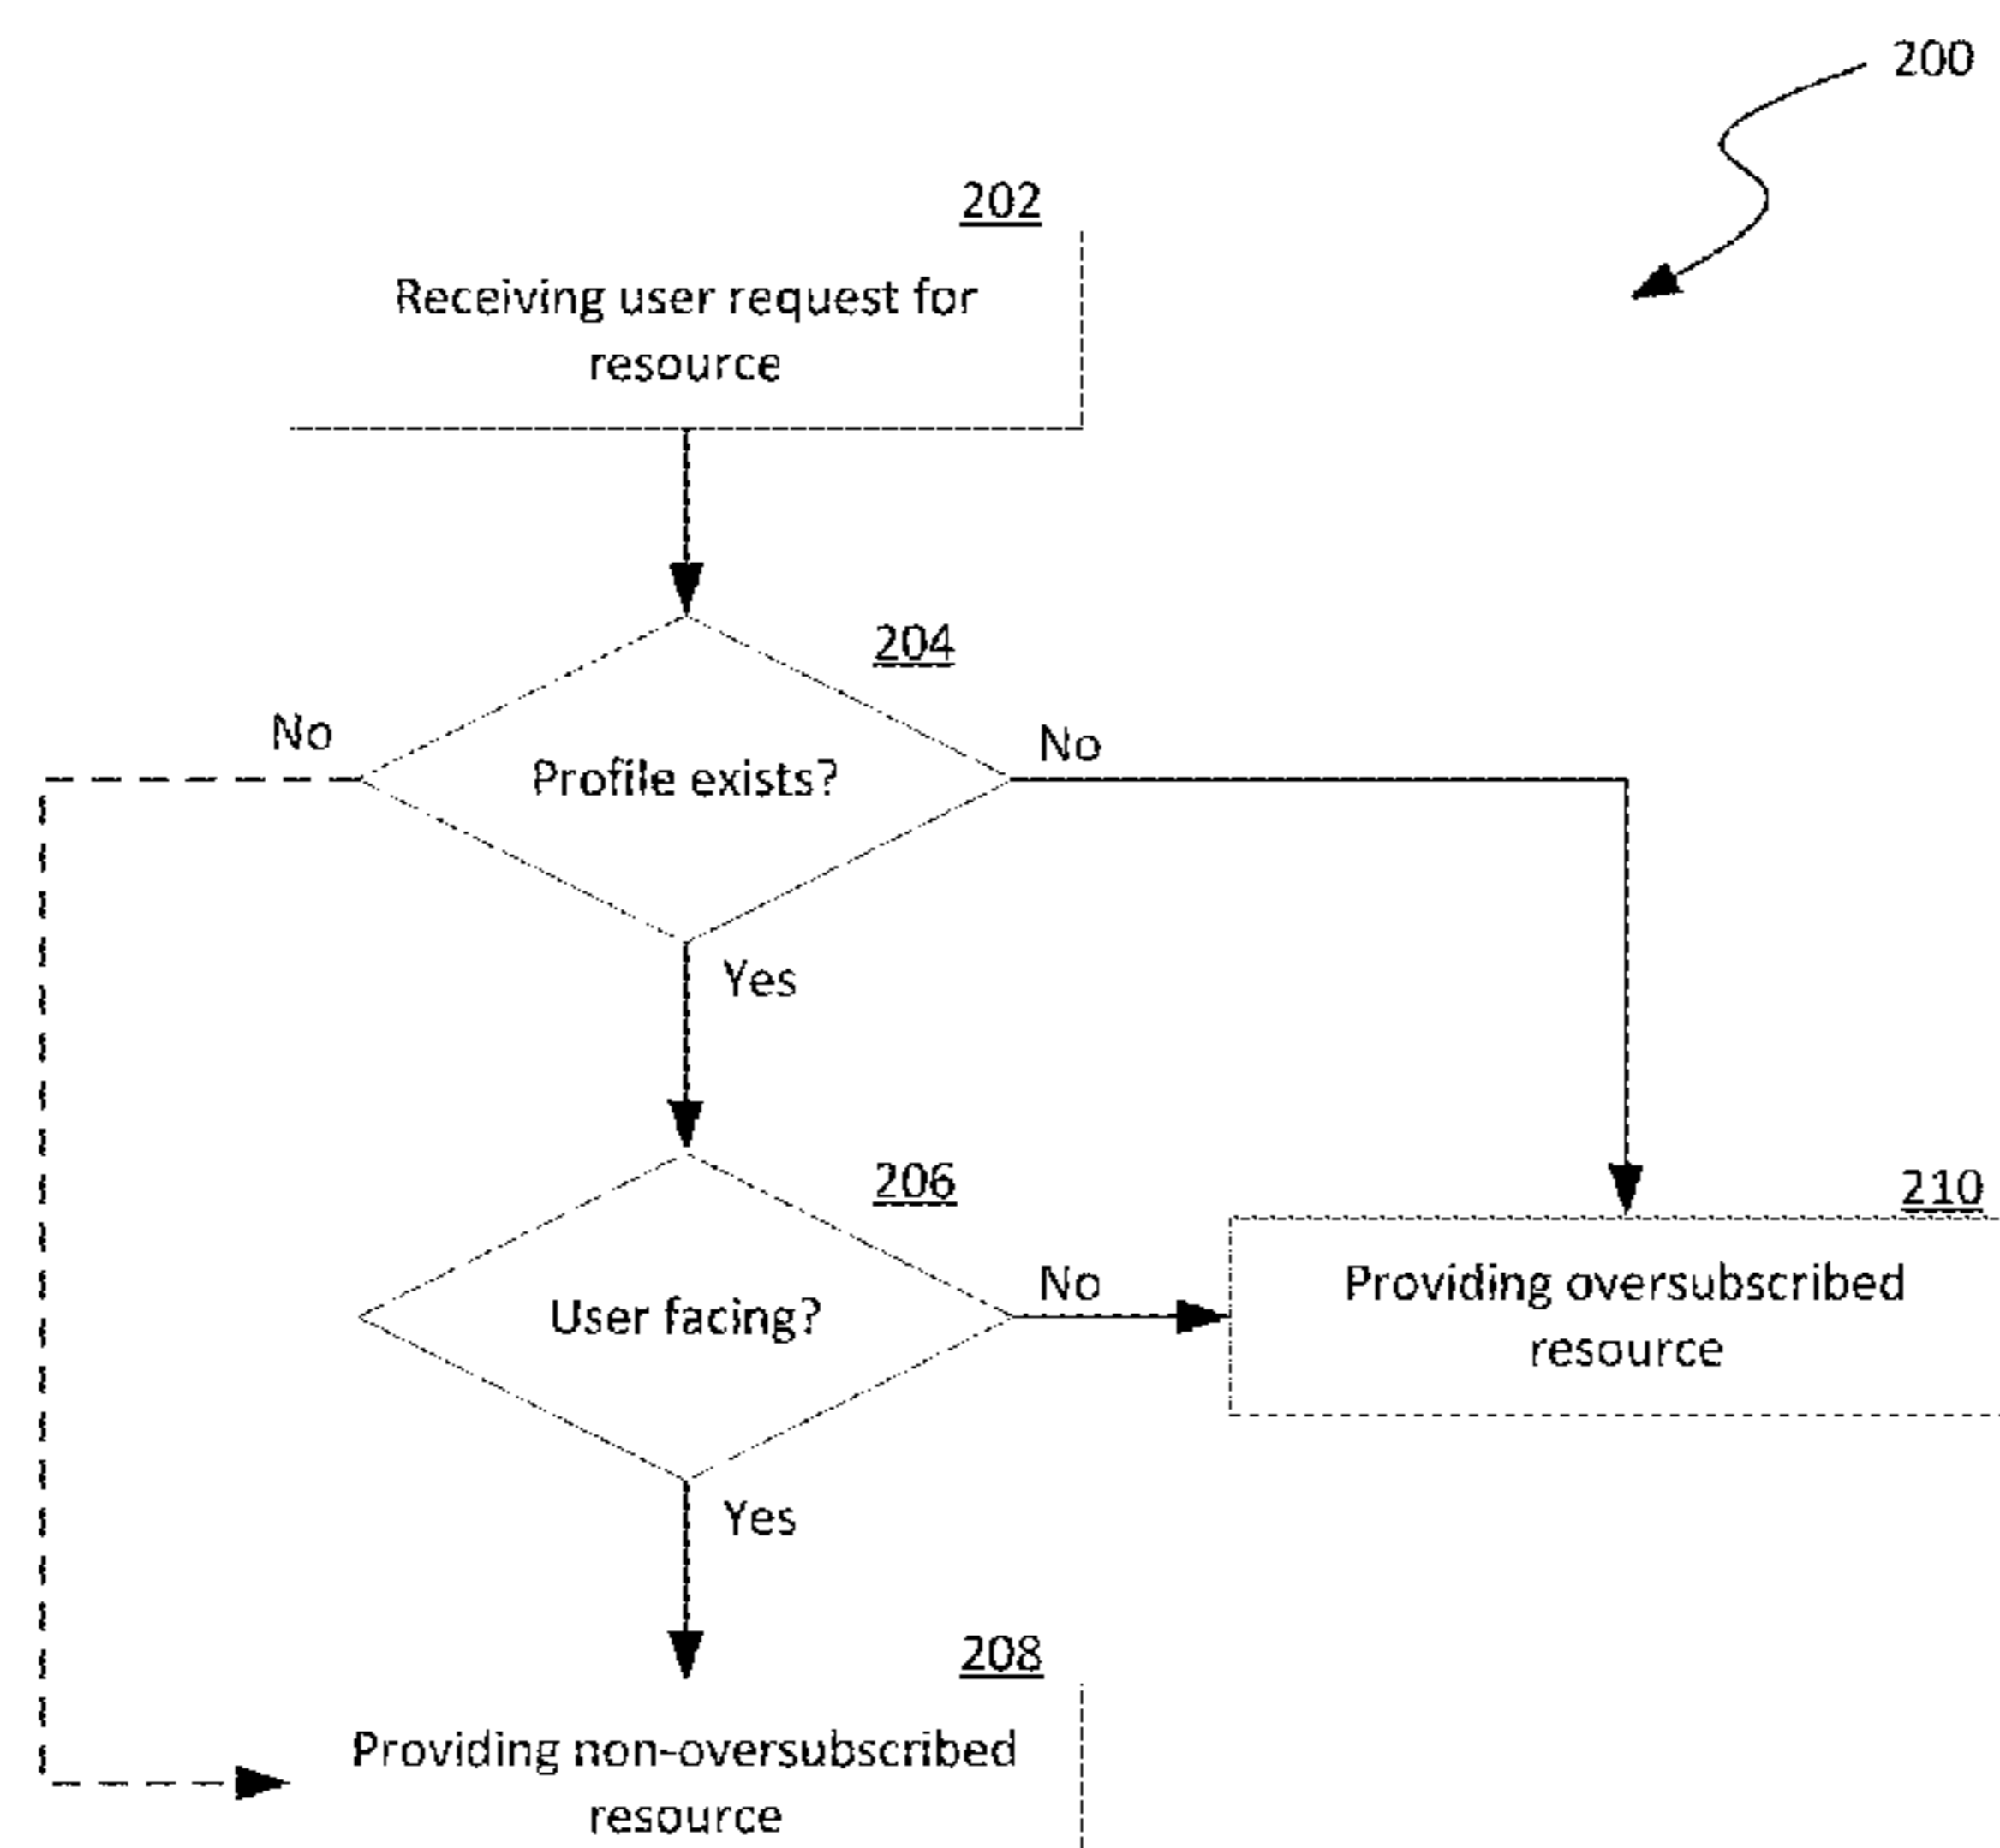 200
202
Receiving user request for
resource
204
No
No
Profile exists?
Yes
206
210
No
Providing oversubscribed
User facing?
resource
Yes
208
Providing non-oversubscribed
resource